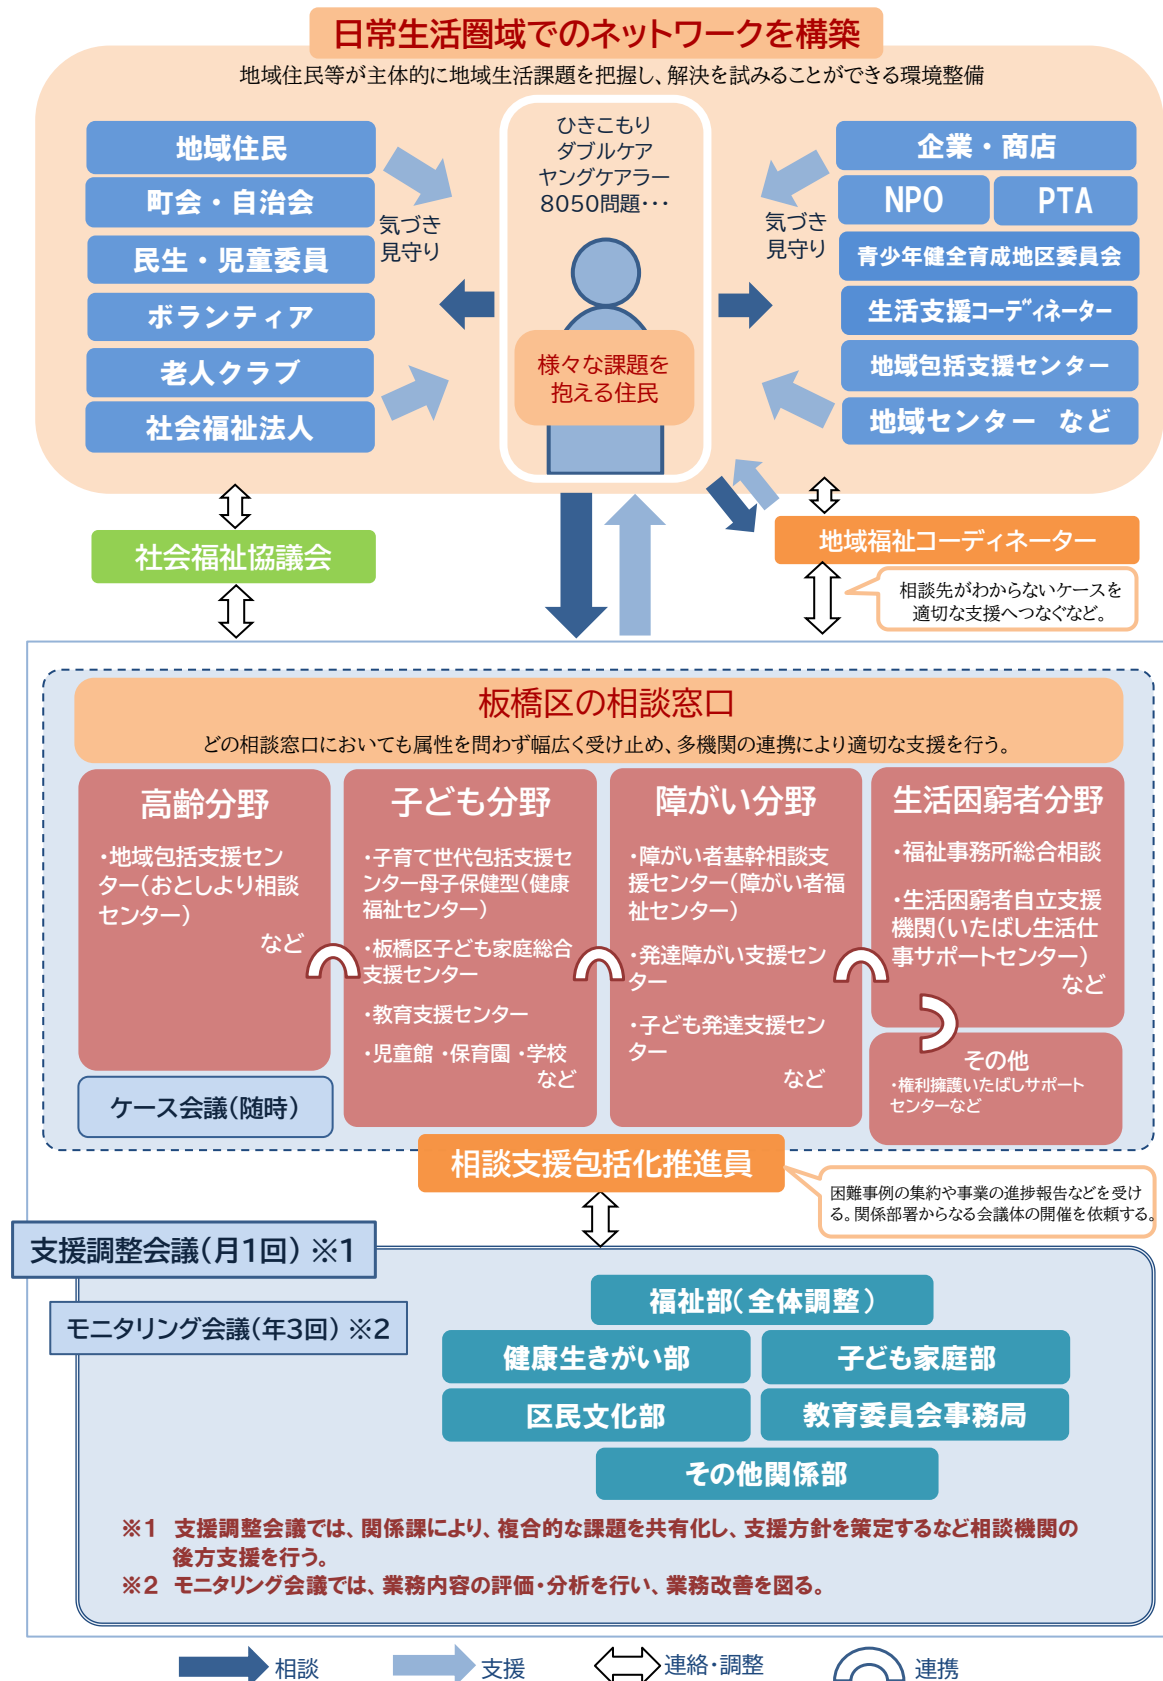 日常生活圏域でのネットワークを構築
地域住民等が主体的に地域生活課題を把握し、解決を試みることができる環境整備
地域住民
町会・自治会
民生・児童委員
ボランティア
老人クラブ
社会福祉法人
気づき
見守り
ひきこもり
ダブルケア
ヤングケアラー
8050問題・・・
様々な課題を
抱える住民
気づき
見守り
企業・商店
NPO
PTA
青少年健全育成地区委員会
生活支援コーディネーター
地域包括支援センター
地域センター など
社会福祉協議会
地域福祉コーディネーター
相談先がわからないケースを
適切な支援へつなぐなど。
板橋区の相談窓口
どの相談窓口においても属性を問わず幅広く受け止め、多機関の連携により適切な支援を行う。
高齢分野
・地域包括支援セン
ター(おとしより相談
センター)
など
子ども分野
・子育て世代包括支援セ
ンター母子保健型(健康
福祉センター)
・板橋区子ども家庭総合
支援センター
・教育支援センター
・児童館 ・保育園 ・学校
など
障がい分野
・障がい者基幹相談支
援センター(障がい者福
祉センター)
・発達障がい支援セン
ター
・子ども発達支援セン
ター
など
生活困窮者分野
・福祉事務所総合相談
・生活困窮者自立支援
機関(いたばし生活仕
事サポートセンター)
など
その他
・権利擁護いたばしサポート
センターなど
ケース会議(随時)
相談支援包括化推進員
困難事例の集約や事業の進捗報告などを受け
る。関係部署からなる会議体の開催を依頼する。
支援調整会議(月1回) ※1
モニタリング会議(年3回) ※2
福祉部(全体調整)
健康生きがい部
子ども家庭部
区民文化部
教育委員会事務局
その他関係部
※1 支援調整会議では、関係課により、複合的な課題を共有化し、支援方針を策定するなど相談機関の
後方支援を行う。
※2 モニタリング会議では、業務内容の評価・分析を行い、業務改善を図る。
相談
支援
連絡・調整
連携